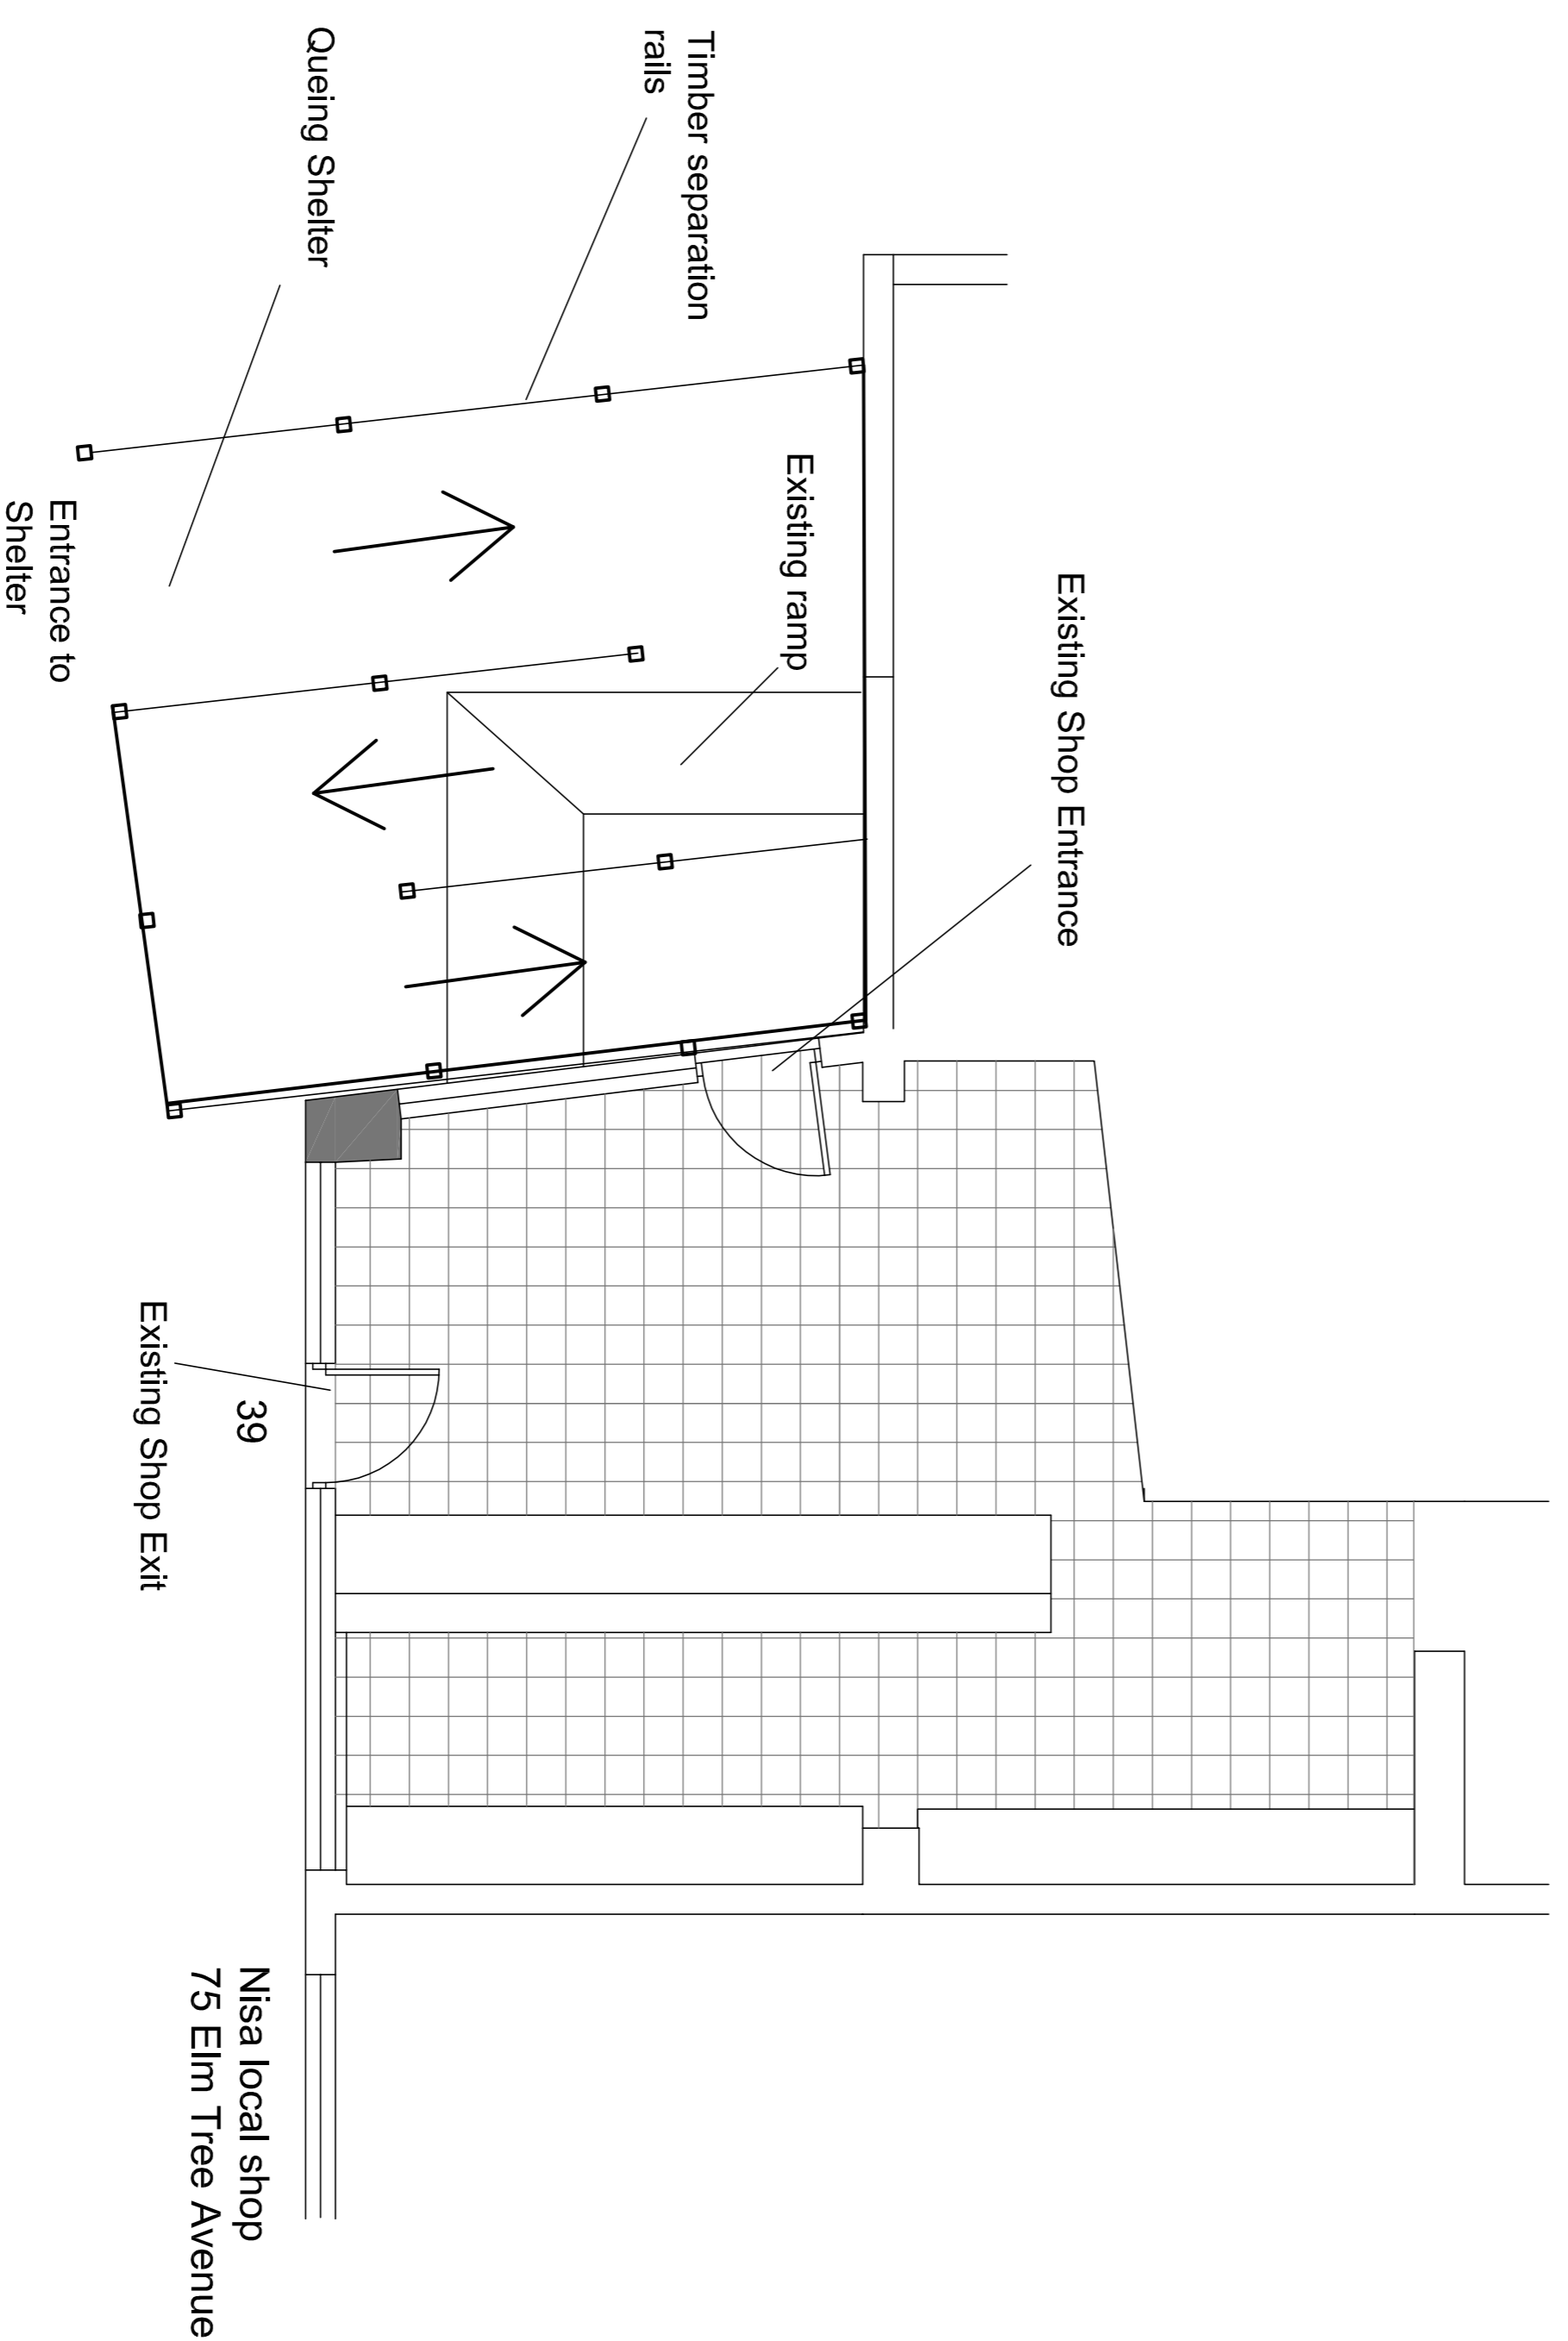 Timber separation
rails
Queing Shelter
Existing ramp
Existing Shop Entrance
Entrance to
Shelter
39
Existing Shop Exit
Nisa local shop
75 Elm Tree Avenue